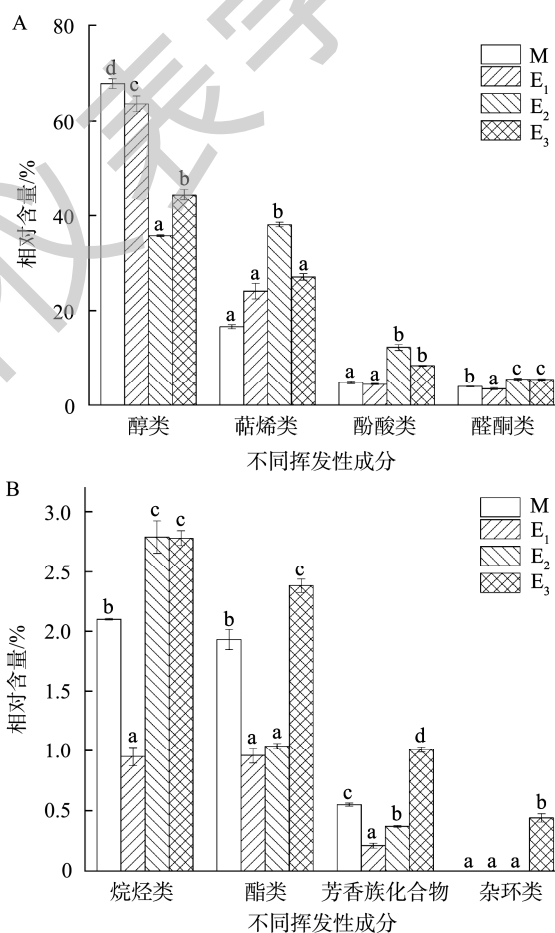 A
80
60
40
20
0
相对含量/%
M
E₁
E₂
E₃
d c a b
a a b a
a a b b
b a c c
醇类 萜烯类 酚酸类 醛酮类
不同挥发性成分
B
3.0
2.5
2.0
1.5
1.0
0.5
0
相对含量/%
M
E₁
E₂
E₃
b a c c
b a a c
c a b d
a a a b
烷烃类 酯类 芳香族化合物 杂环类
不同挥发性成分
仪表学